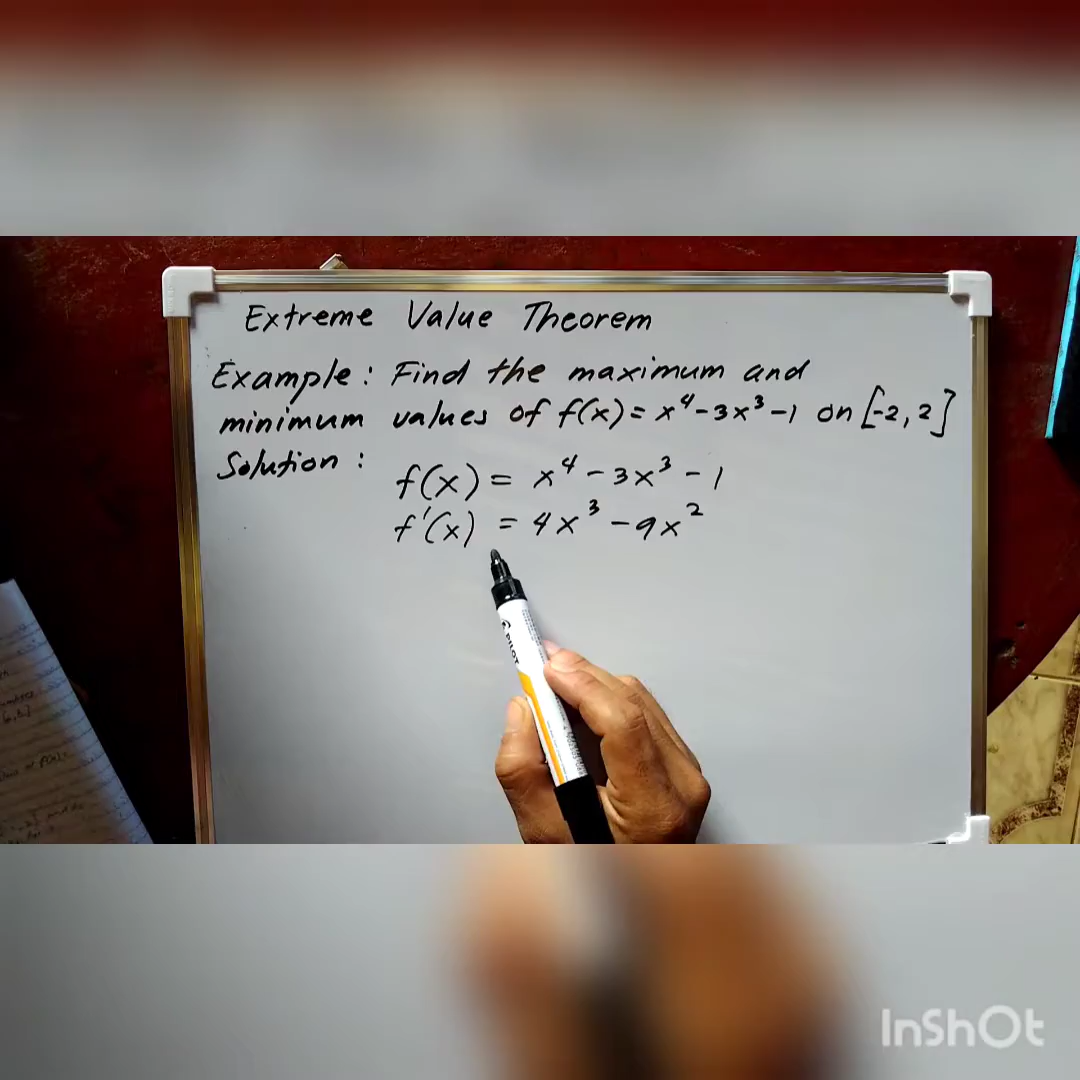 Extreme Value Theorem
Example: Find the maximum and
minimum values of f(x) = x⁴ - 3x³ - 1 on [-2, 2]
Solution:
f(x) = x⁴ - 3x³ - 1
f'(x) = 4x³ - 9x²
PILOT
InShOt